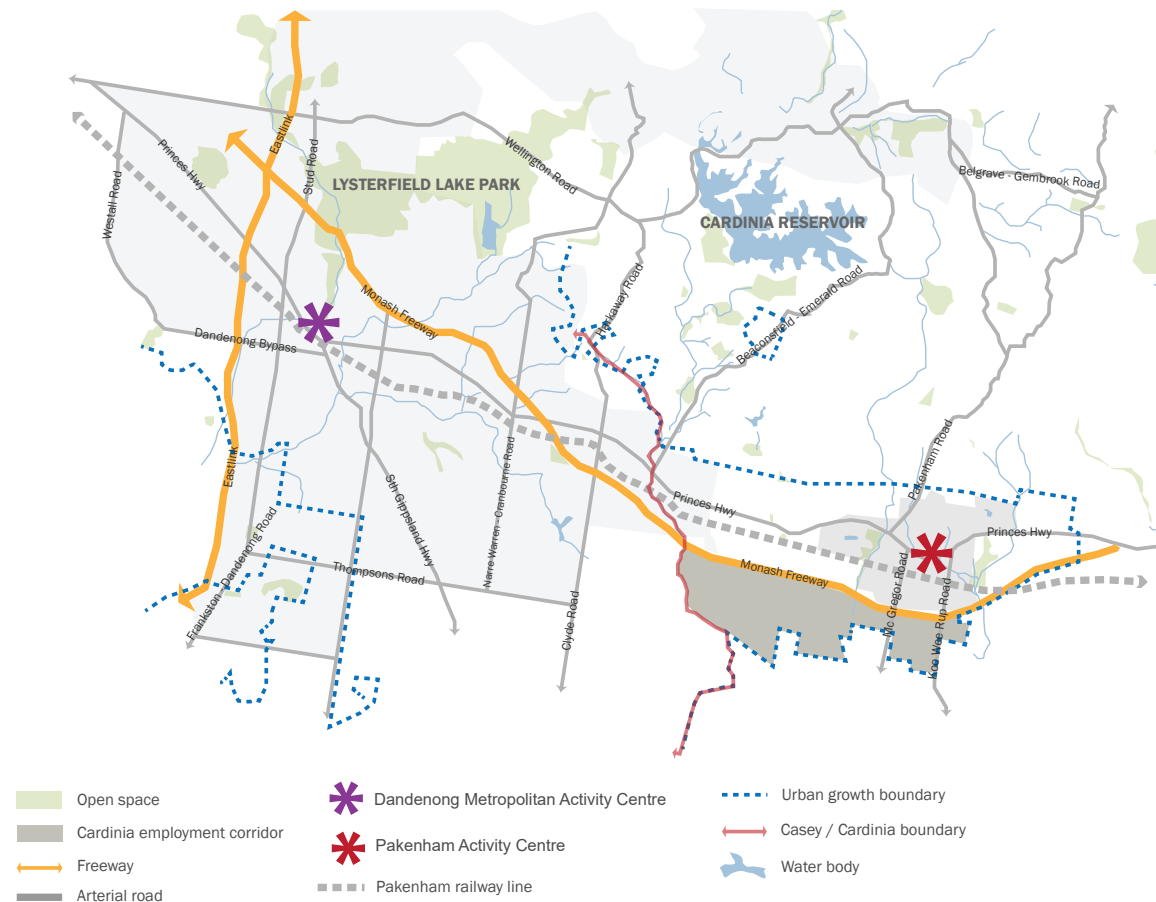 Eastlink
Princes Hwy
Stud Road
Westall Road
Wellington Road
LYSTERFIELD LAKE PARK
Belgrave - Gembrook Road
CARDINIA RESERVOIR
Harkaway Road
Beaconsfield - Emerald Road
Monash Freeway
Dandenong Bypass
Eastlink
Sth Gippsland Hwy
Narre Warren - Cranbourne Road
Pakenham Road
Princes Hwy
Princes Hwy
Frankston - Dandenong Road
Thompsons Road
Monash Freeway
Clyde Road
Mc Gregor Road
Koo Wee Rup Road
Open space
Cardinia employment corridor
Freeway
Arterial road
Dandenong Metropolitan Activity Centre
Pakenham Activity Centre
Pakenham railway line
Urban growth boundary
Casey / Cardinia boundary
Water body